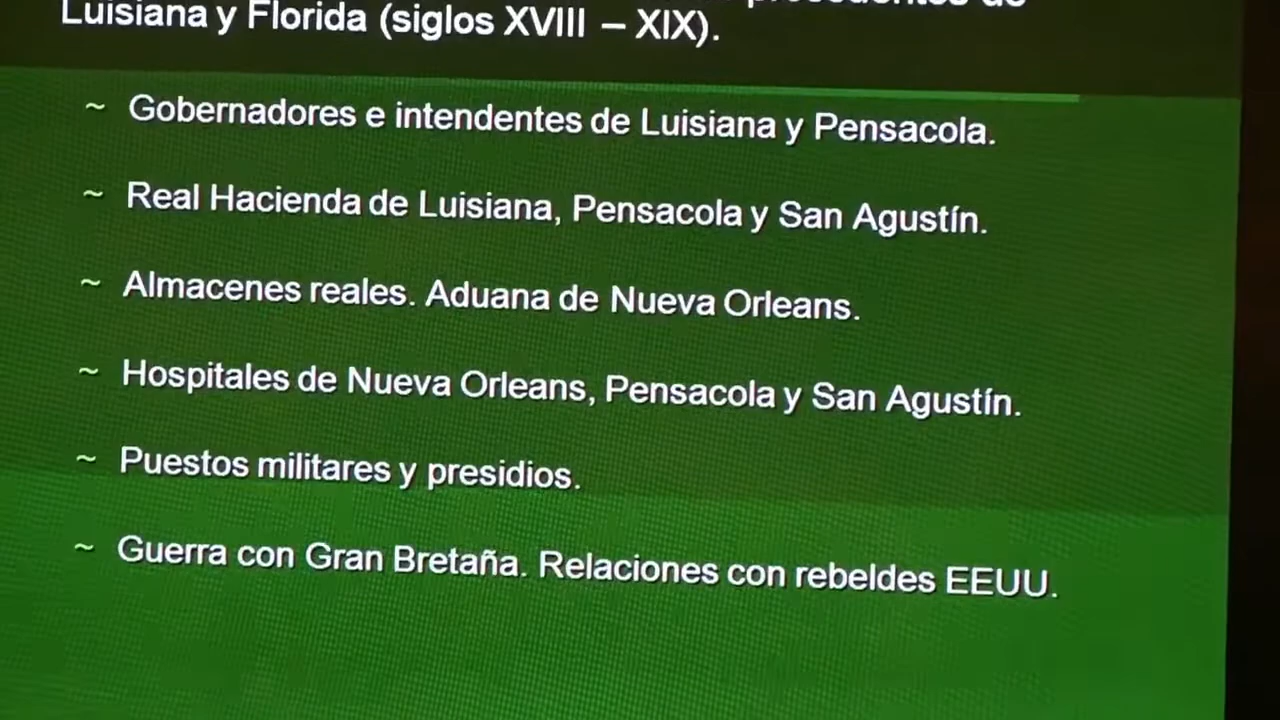 Luisiana y Florida (siglos XVIII – XIX).
~ Gobernadores e intendentes de Luisiana y Pensacola.
~ Real Hacienda de Luisiana, Pensacola y San Agustín.
~ Almacenes reales. Aduana de Nueva Orleans.
~ Hospitales de Nueva Orleans, Pensacola y San Agustín.
~ Puestos militares y presidios.
~ Guerra con Gran Bretaña. Relaciones con rebeldes EEUU.